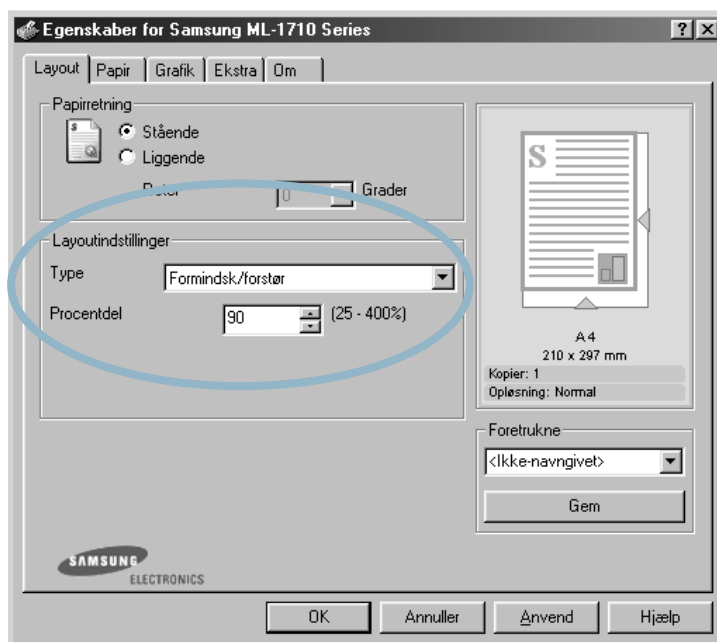 Egenskaber for Samsung ML-1710 Series
Layout Papir Grafik Ekstra Om
Papirretning
Stående
Liggende
Roter 0 Grader
Layoutindstillinger
Type Formindsk/forstør
Procentdel 90 (25 - 400%)
S
A4
210 x 297 mm
Kopier: 1
Opløsning: Normal
Foretrukne
<Ikke-navngivet>
Gem
SAMSUNG
ELECTRONICS
OK Annuller Anvend Hjælp